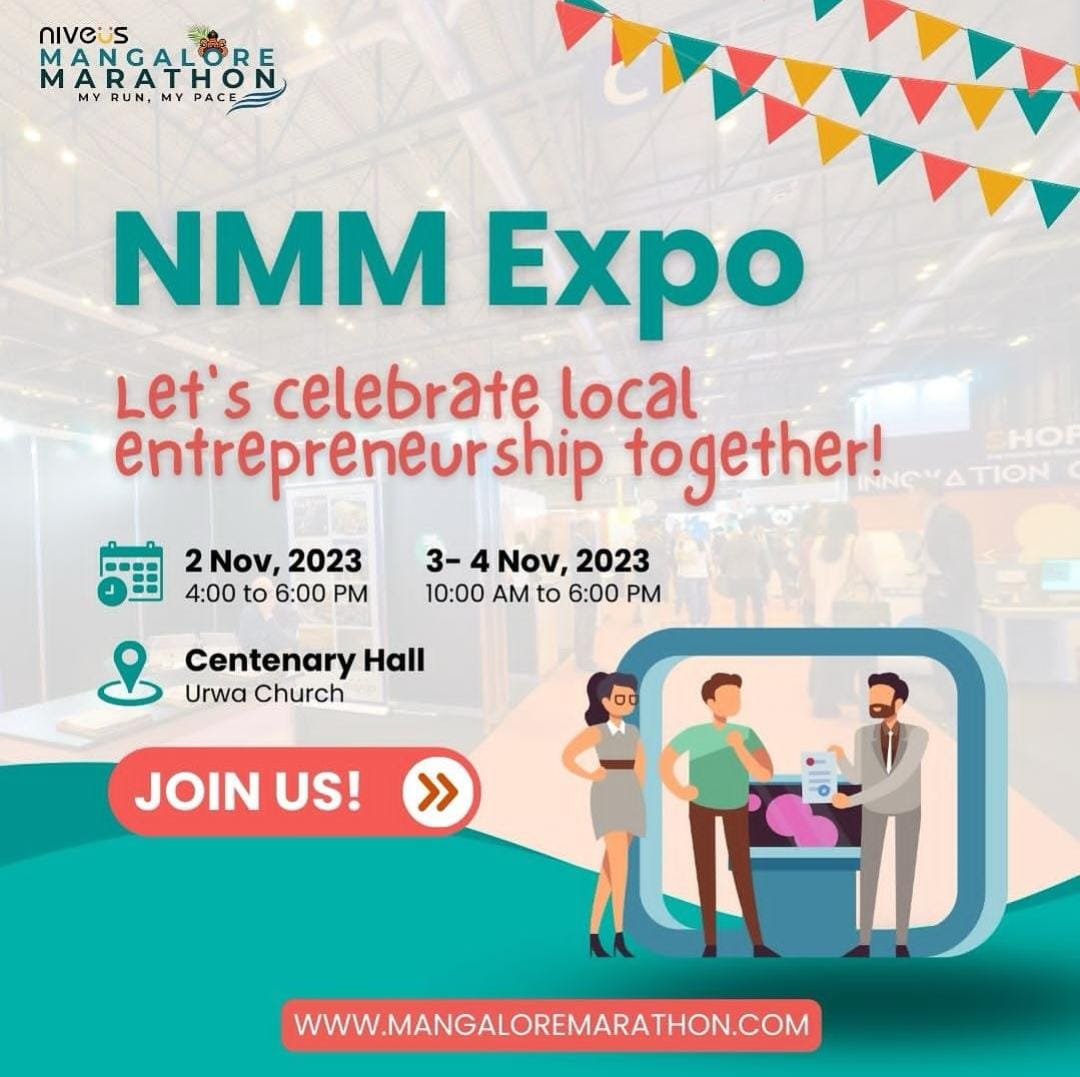 niveus
MANGALORE
MARATHON
MY RUN, MY PACE
NMM Expo
Let's celebrate local
entrepreneurship together!
2 Nov, 2023
4:00 to 6:00 PM
3- 4 Nov, 2023
10:00 AM to 6:00 PM
Centenary Hall
Urwa Church
JOIN US!
WWW.MANGALOREMARATHON.COM
SHOP
INNOVATION